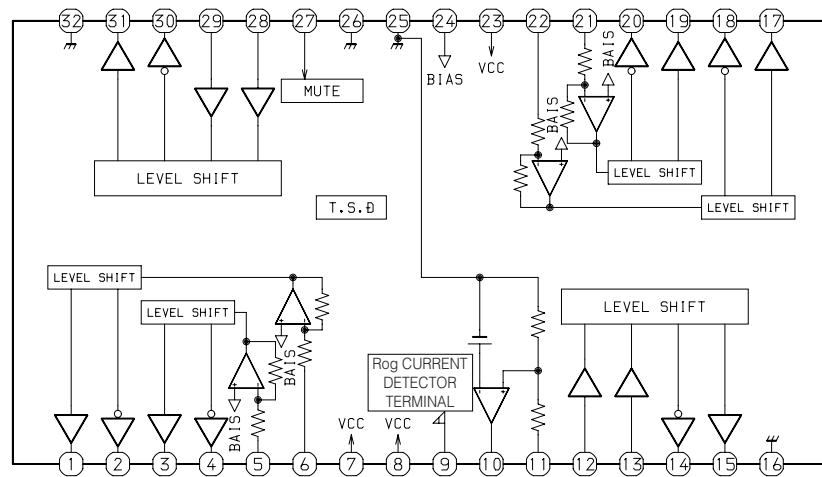 32 31 30 29 28 27 26 25 24 23 22 21 20 19 18 17
BIAS
VCC
BAIS
BAIS
MUTE
LEVEL SHIFT
LEVEL SHIFT
LEVEL SHIFT
T.S.D
LEVEL SHIFT
LEVEL SHIFT
LEVEL SHIFT
BAIS
BAIS
Rog CURRENT
DETECTOR
TERMINAL
VCC
VCC
1 2 3 4 5 6 7 8 9 10 11 12 13 14 15 16